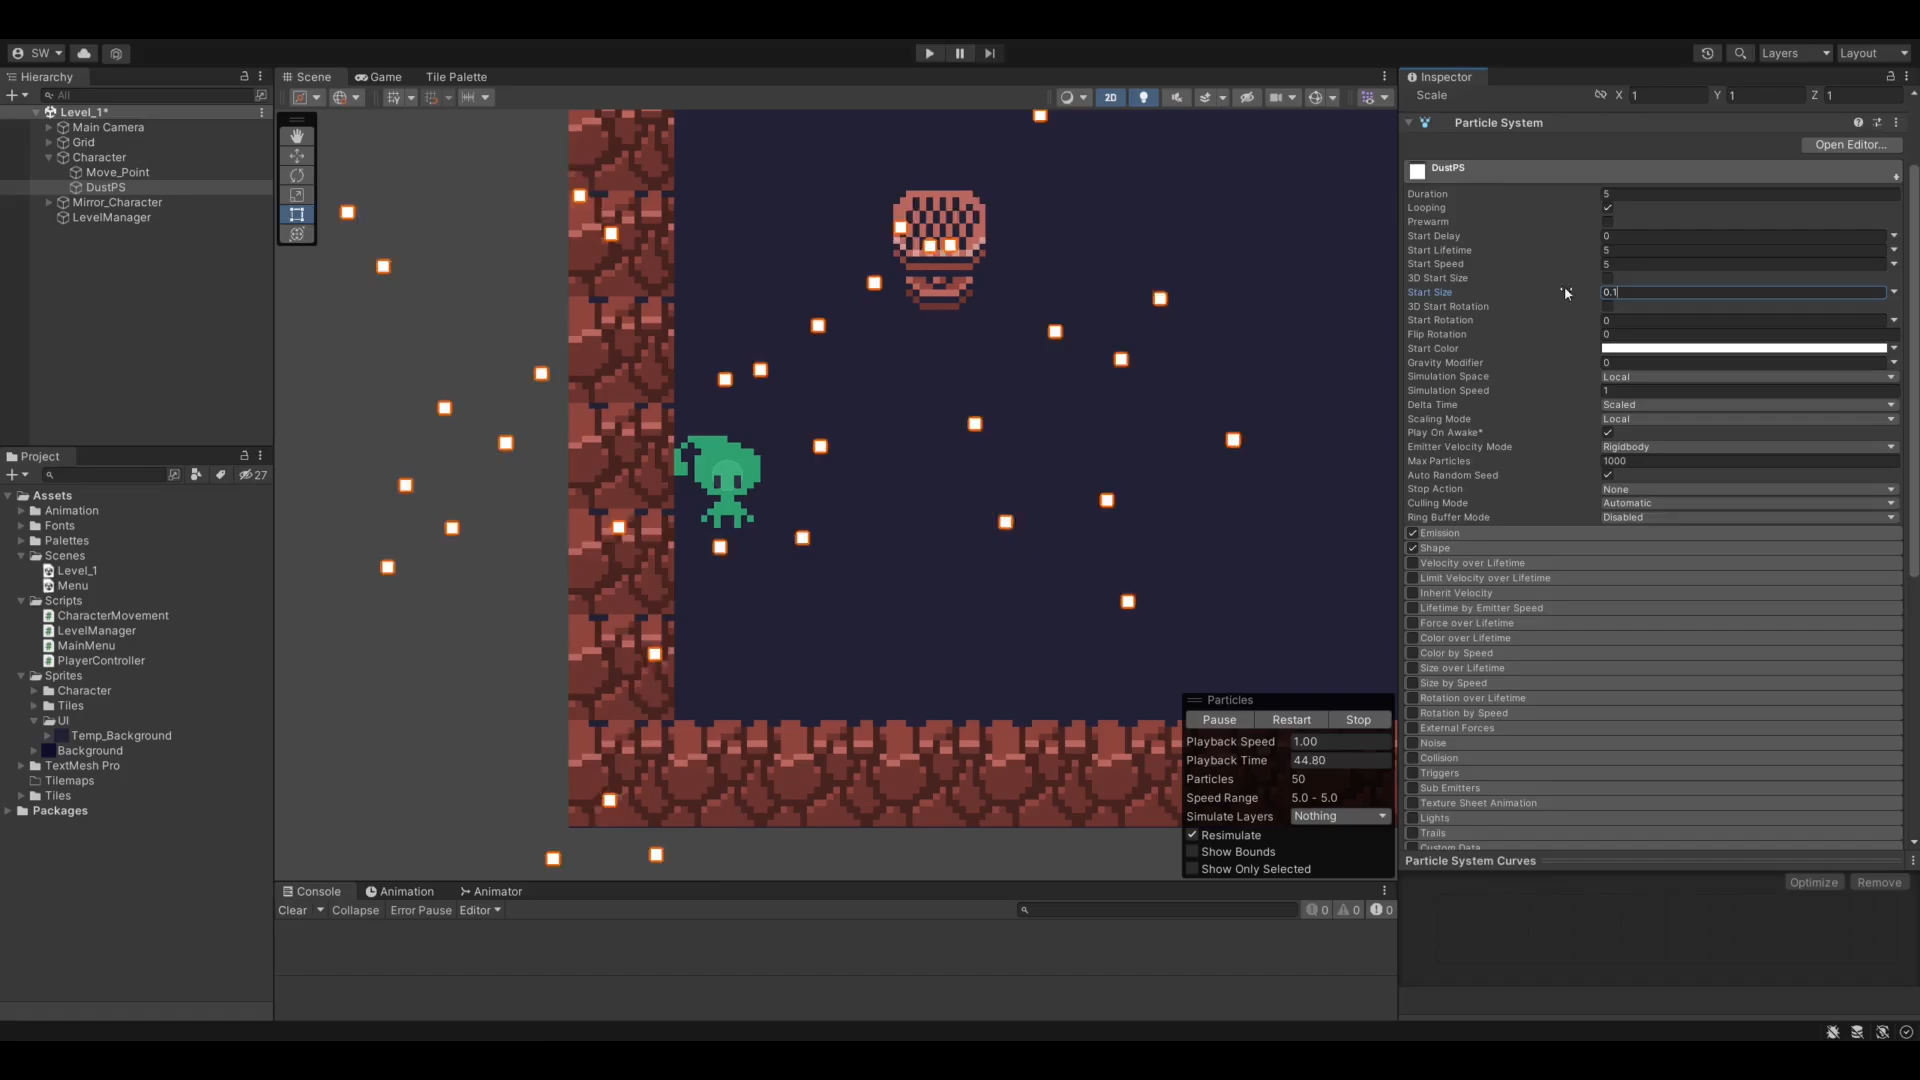 SW
Layers
Layout
Hierarchy
All
Level_1*
Main Camera
Grid
Character
Move_Point
DustPS
Mirror_Character
LevelManager
Scene
Game
Tile Palette
2D
Project
27
Assets
Animation
Fonts
Palettes
Scenes
Level_1
Menu
Scripts
CharacterMovement
LevelManager
MainMenu
PlayerController
Sprites
Character
Tiles
UI
Temp_Background
Background
TextMesh Pro
Tilemaps
Tiles
Packages
Particles
Pause Restart Stop
Playback Speed 1.00
Playback Time 44.80
Particles 50
Speed Range 5.0 - 5.0
Simulate Layers Nothing
Resimulate
Show Bounds
Show Only Selected
Console
Animation
Animator
Clear
Collapse
Error Pause
Editor
0
0
0
Inspector
Scale X 1 Y 1 Z 1
Particle System
Open Editor...
DustPS
Duration 5
Looping
Prewarm
Start Delay 0
Start Lifetime 5
Start Speed 5
3D Start Size
Start Size 0.1
3D Start Rotation
Start Rotation 0
Flip Rotation 0
Start Color
Gravity Modifier 0
Simulation Space Local
Simulation Speed 1
Delta Time Scaled
Scaling Mode Local
Play On Awake*
Emitter Velocity Mode Rigidbody
Max Particles 1000
Auto Random Seed
Stop Action None
Culling Mode Automatic
Ring Buffer Mode Disabled
Emission
Shape
Velocity over Lifetime
Limit Velocity over Lifetime
Inherit Velocity
Lifetime by Emitter Speed
Force over Lifetime
Color over Lifetime
Color by Speed
Size over Lifetime
Size by Speed
Rotation over Lifetime
Rotation by Speed
External Forces
Noise
Collision
Triggers
Sub Emitters
Texture Sheet Animation
Lights
Trails
Custom Data
Particle System Curves
Optimize
Remove